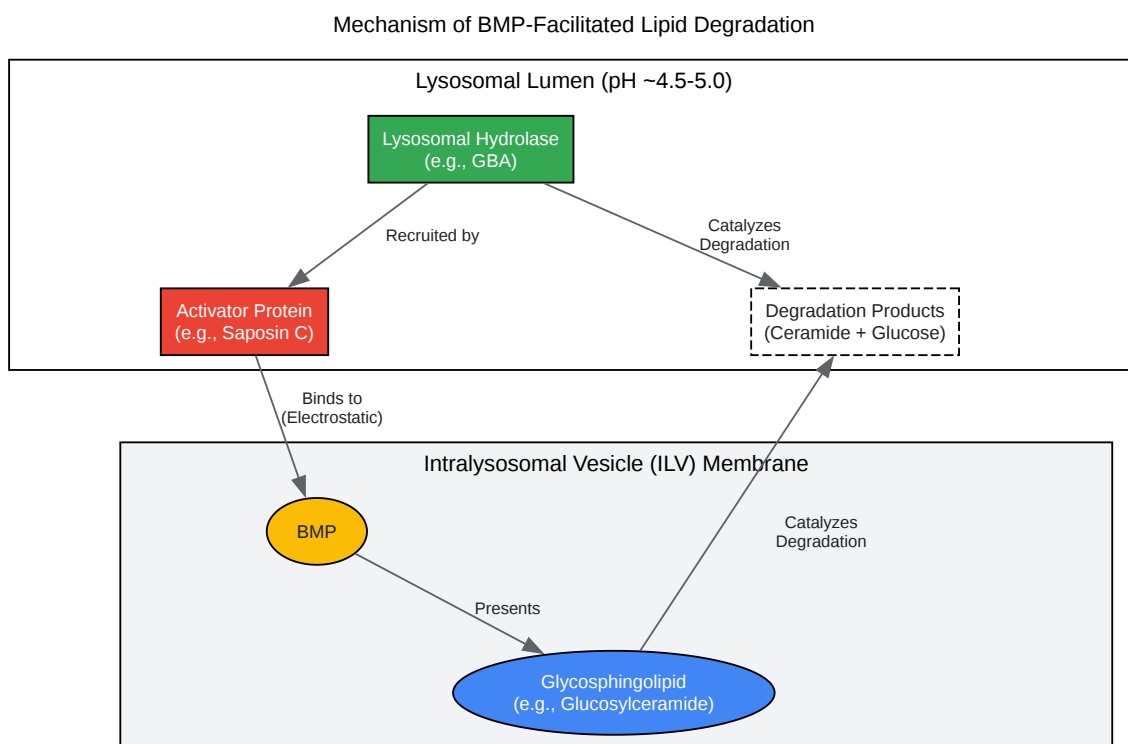 Mechanism of BMP-Facilitated Lipid Degradation
Lysosomal Lumen (pH ~4.5-5.0)
Lysosomal Hydrolase
(e.g., GBA)
Recruited by
Catalyzes
Degradation
Activator Protein
(e.g., Saposin C)
Degradation Products
(Ceramide + Glucose)
Binds to
(Electrostatic)
Intralysosomal Vesicle (ILV) Membrane
BMP
Catalyzes
Degradation
Presents
Glycosphingolipid
(e.g., Glucosylceramide)